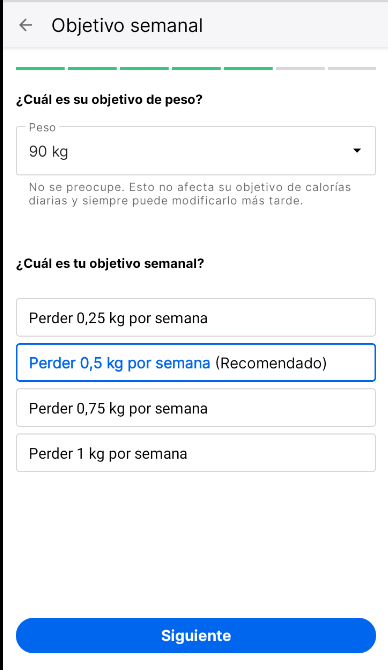 Objetivo semanal
¿Cuál es su objetivo de peso?
Peso
90 kg
No se preocupe. Esto no afecta su objetivo de calorías
diarias y siempre puede modificarlo más tarde.
¿Cuál es tu objetivo semanal?
Perder 0,25 kg por semana
Perder 0,5 kg por semana (Recomendado)
Perder 0,75 kg por semana
Perder 1 kg por semana
Siguiente